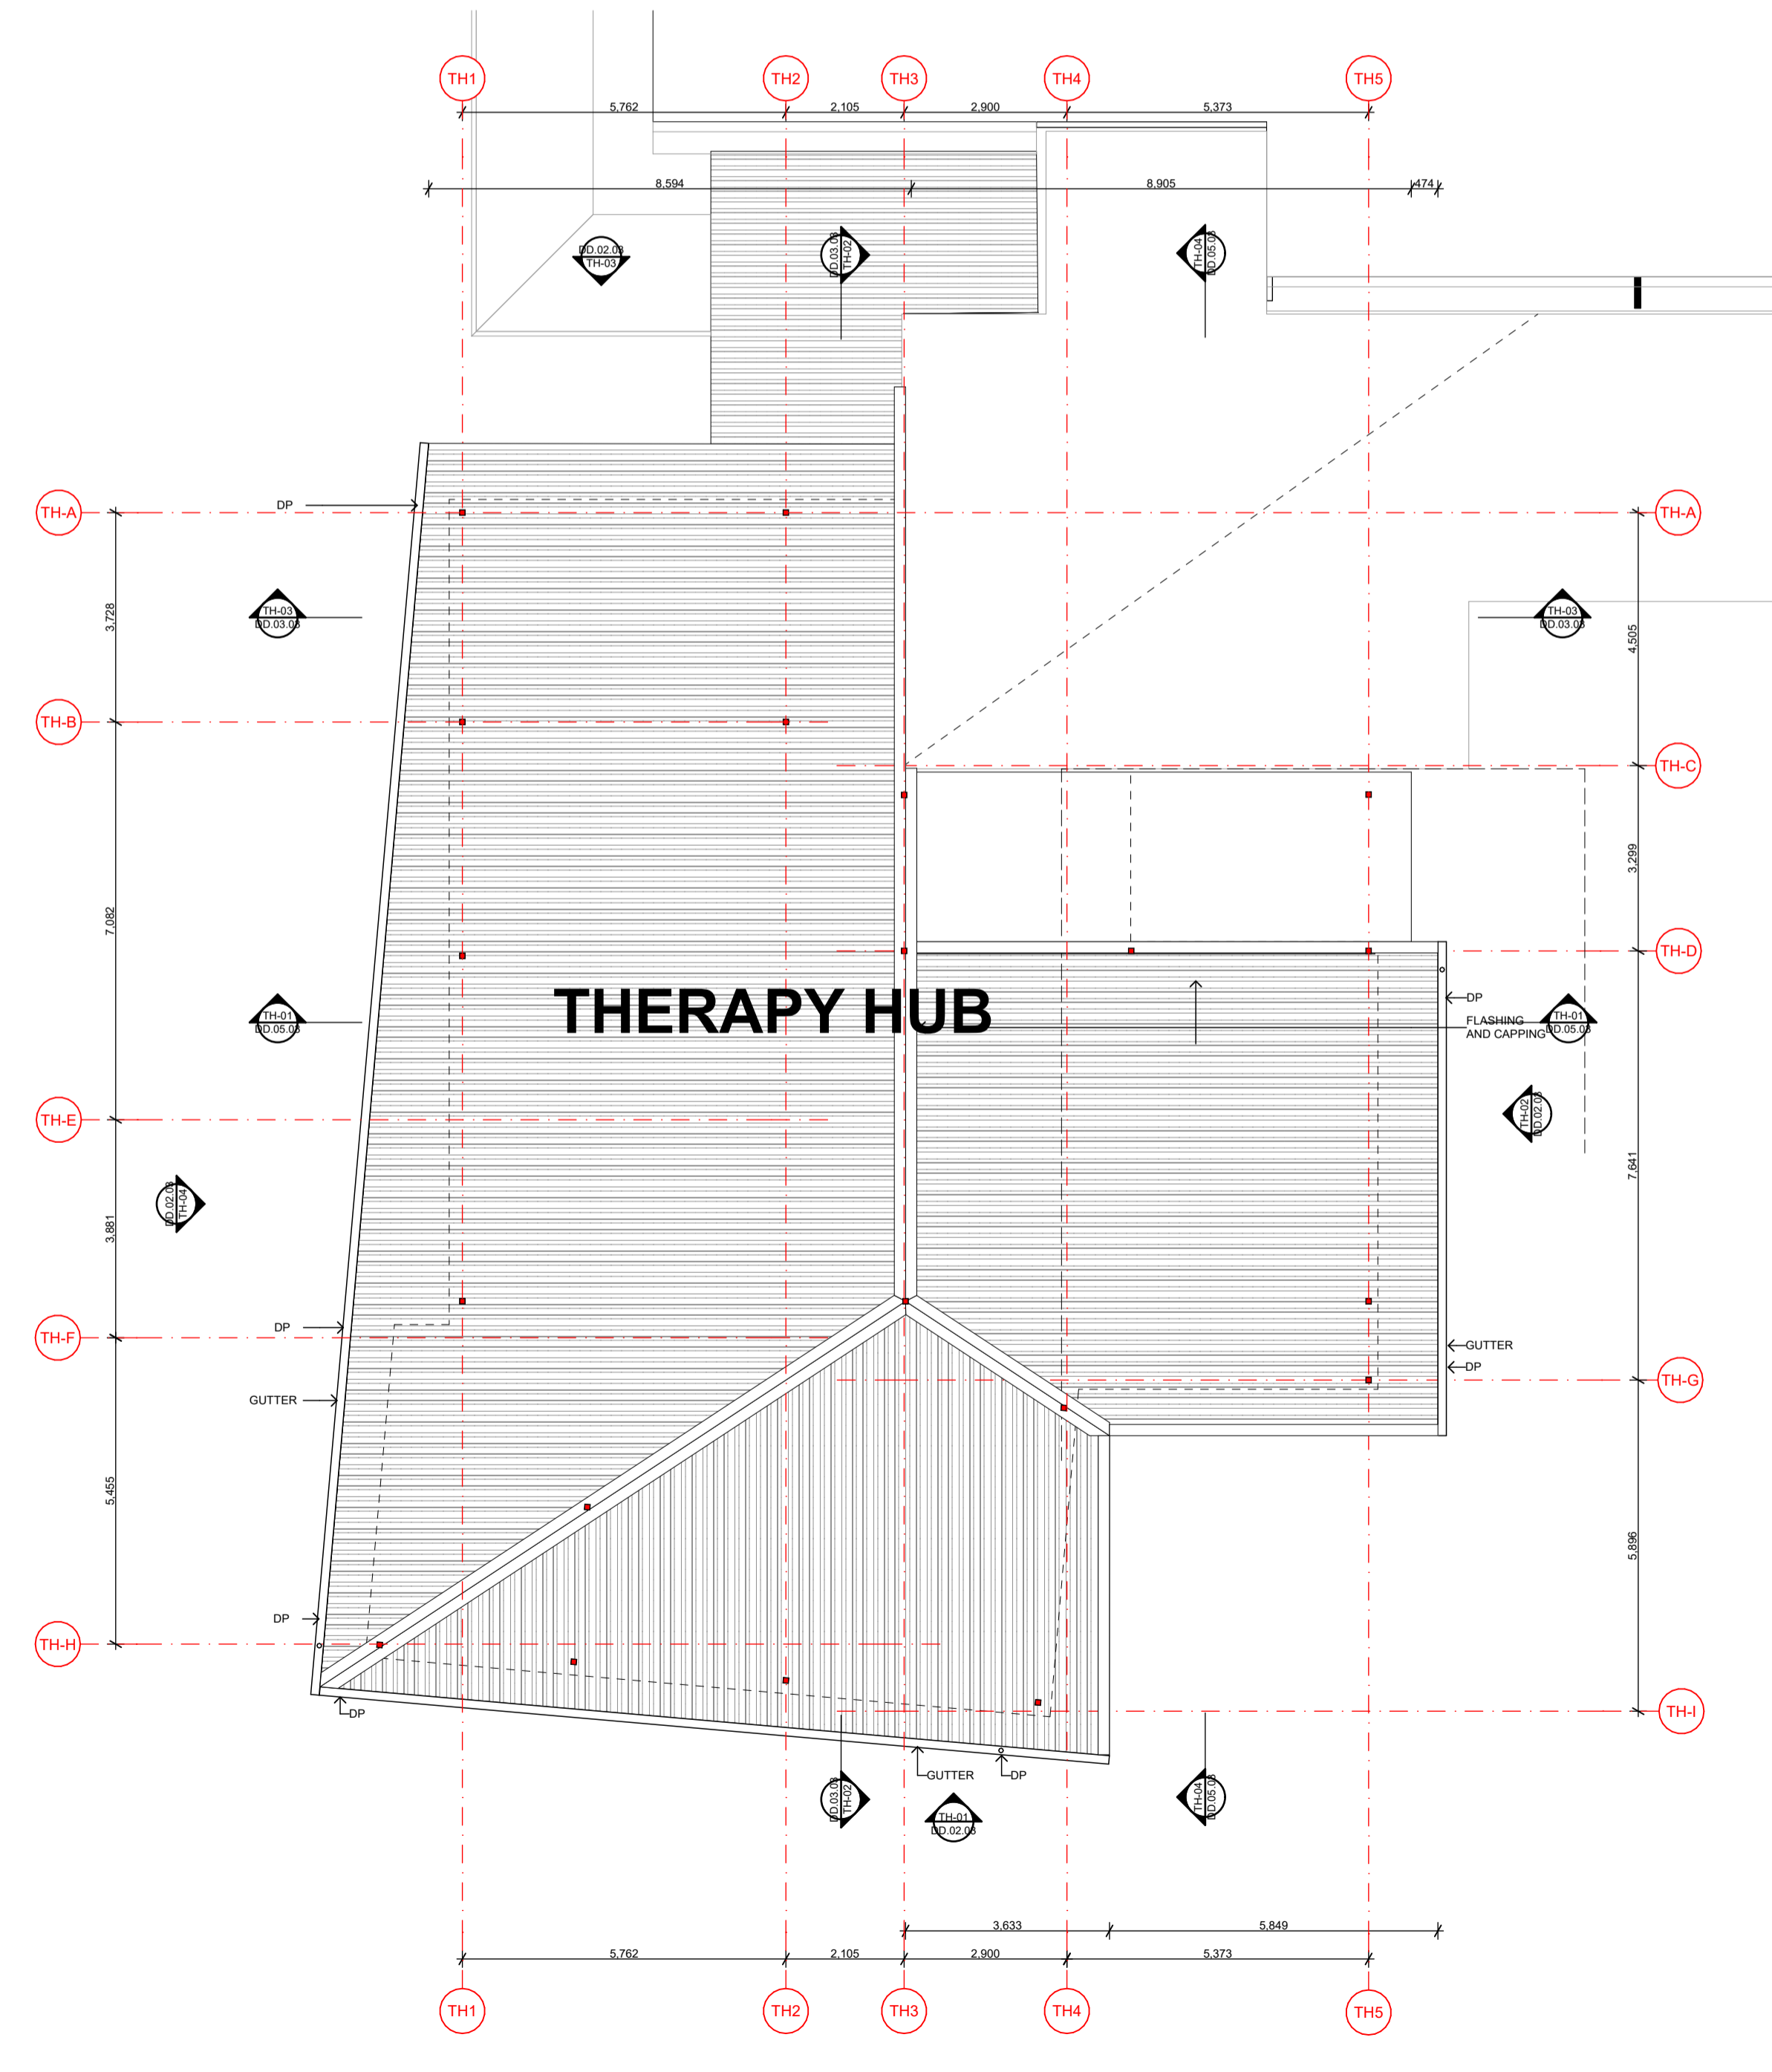 TH1 TH2 TH3 TH4 TH5
5,762 2,105 2,900 5,373
8,594 8,905 474
DD.02.03
TH-03
DD.03.03
TH-02
TH-04
DD.05.03
DP
TH-A TH-A
3,728
4,505
TH-03
DD.03.03
TH-03
DD.03.03
TH-B
TH-C
3,299
7,082
TH-D
THERAPY HUB
DP
FLASHING
AND CAPPING
TH-01
DD.05.03
TH-01
DD.05.03
TH-02
DD.02.03
TH-E
7,641
DD.02.03
TH-04
3,881
DP
TH-F
GUTTER
DP
TH-G
GUTTER
5,455
5,896
DP
TH-H
DP
TH-I
GUTTER
DP
DD.03.03
TH-02
TH-04
DD.05.03
TH-01
DD.02.03
3,633 5,849
5,762 2,105 2,900 5,373
TH1 TH2 TH3 TH4 TH5